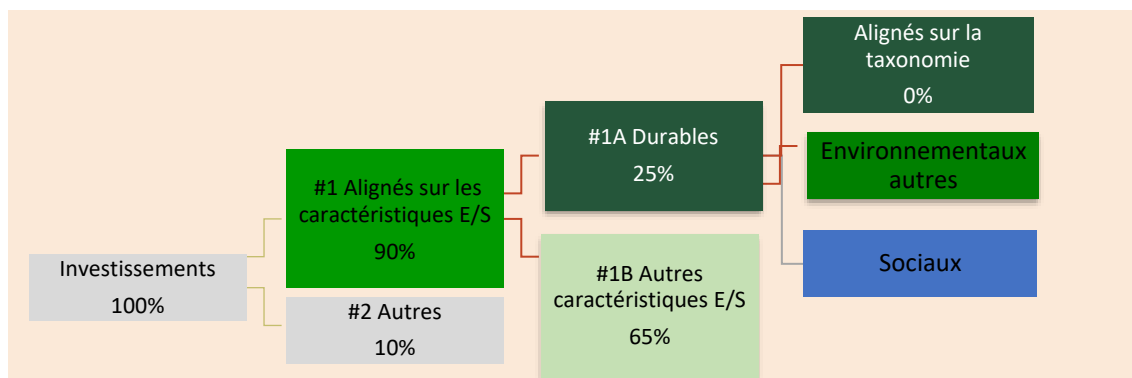 Investissements
100%
#1 Alignés sur les
caractéristiques E/S
90%
#2 Autres
10%
#1A Durables
25%
#1B Autres
caractéristiques E/S
65%
Alignés sur la
taxonomie
0%
Environnementaux
autres
Sociaux